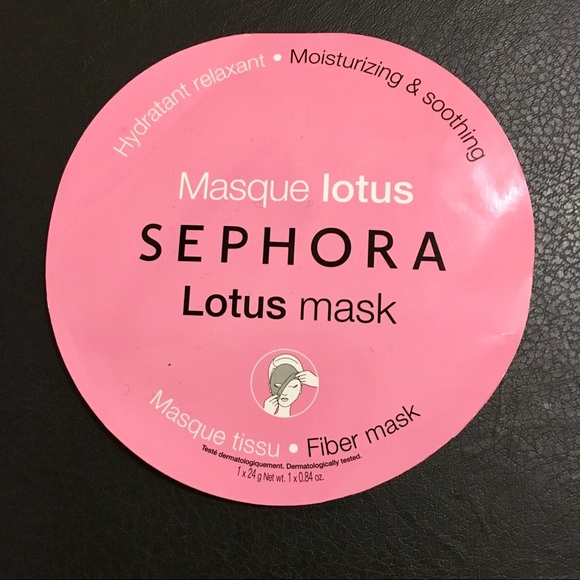 Hydratant relaxant • Moisturizing & soothing
Masque lotus
SEPHORA
Lotus mask
Masque tissu • Fiber mask
Testé dermatologiquement. Dermatologically tested.
1 x 24 g Net wt. 1 x 0.84 oz.